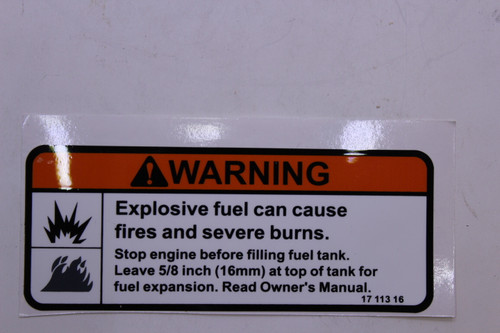 WARNING
Explosive fuel can cause
fires and severe burns.
Stop engine before filling fuel tank.
Leave 5/8 inch (16mm) at top of tank for
fuel expansion. Read Owner's Manual.
17 113 16